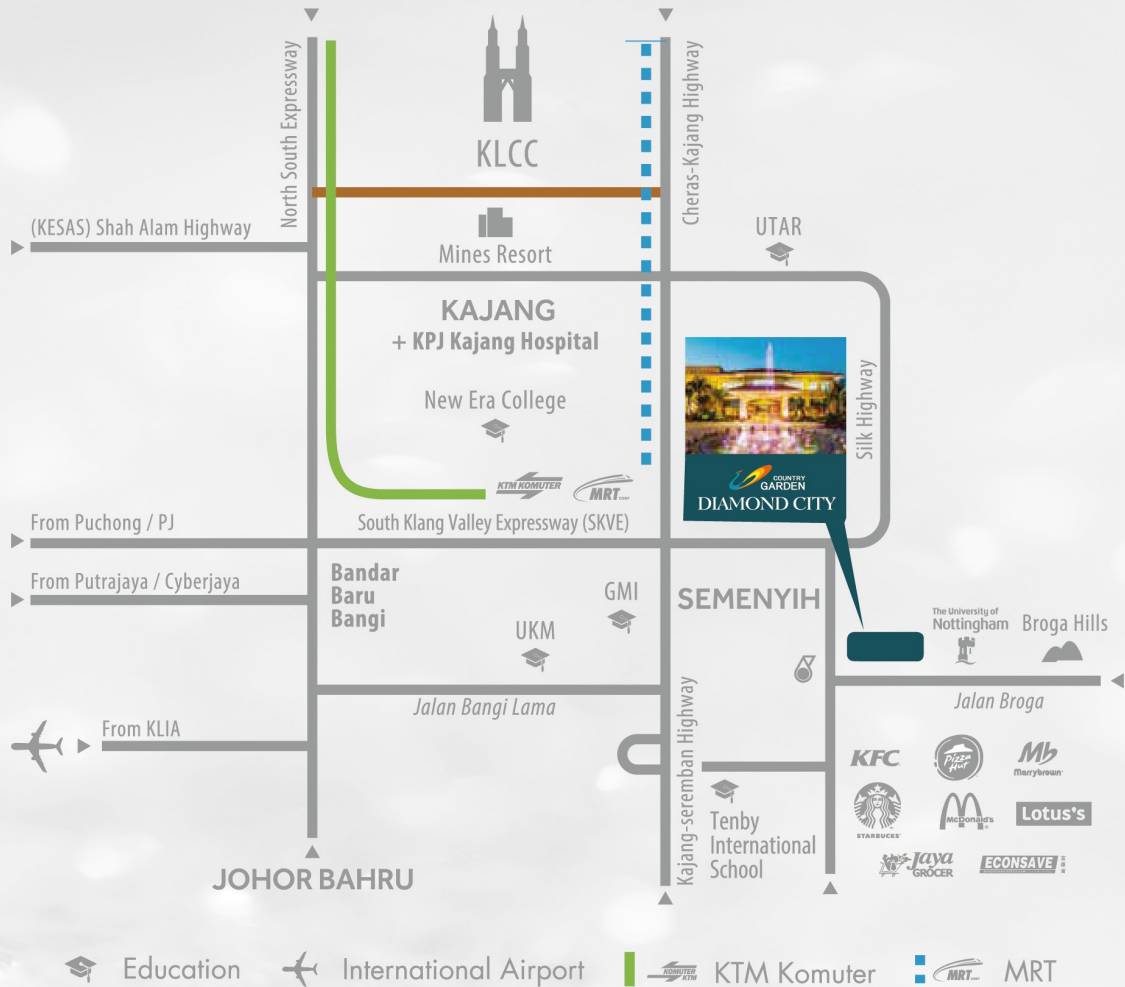 North South Expressway
KLCC
Cheras-Kajang Highway
(KESAS) Shah Alam Highway
Mines Resort
UTAR
KAJANG
+ KPJ Kajang Hospital
New Era College
Silk Highway
COUNTRY
GARDEN
DIAMOND CITY
KTM KOMUTER
MRT CORP
From Puchong / PJ
South Klang Valley Expressway (SKVE)
From Putrajaya / Cyberjaya
Bandar
Baru
Bangi
GMI
SEMENYIH
UKM
The University of
Nottingham
Broga Hills
Jalan Bangi Lama
Jalan Broga
From KLIA
Kajang-seremban Highway
KFC
Pizza
Hut
Mb
Marrybrown
Tenby
International
School
STARBUCKS
McDonald's
Lotus's
Jaya
GROCER
ECONSAVE
JOHOR BAHRU
Education
International Airport
KOMUTER
KTM
KTM Komuter
MRT CORP
MRT